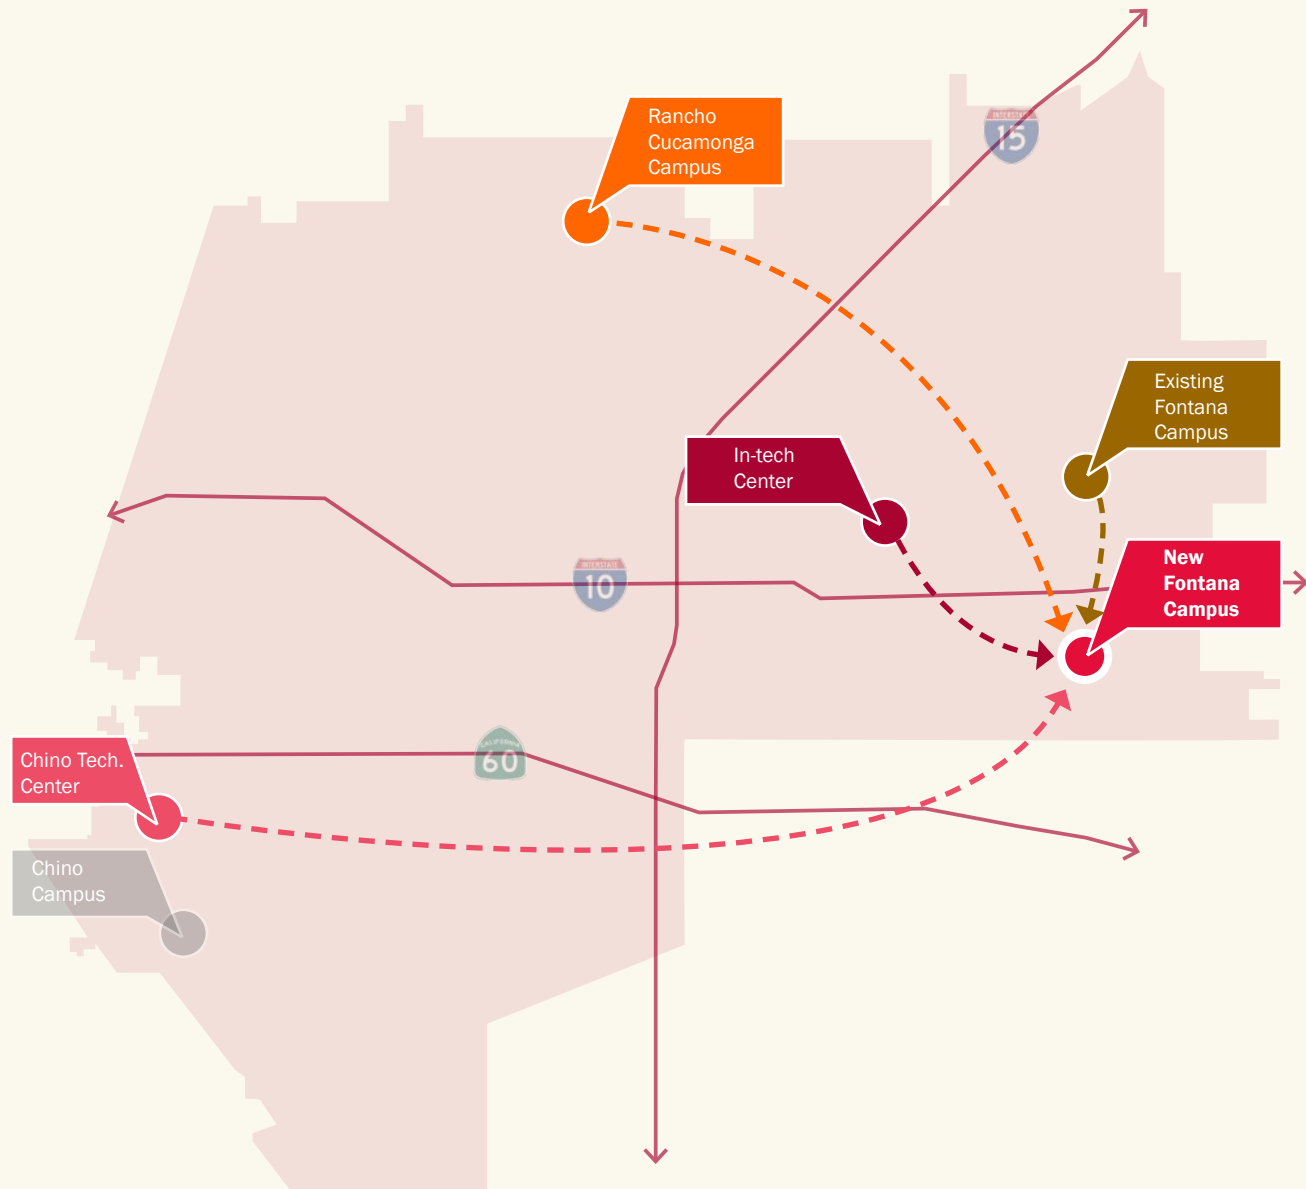 Rancho
Cucamonga
Campus
INTERSTATE
15
Existing
Fontana
Campus
In-tech
Center
New
Fontana
Campus
INTERSTATE
10
CALIFORNIA
60
Chino Tech.
Center
Chino
Campus